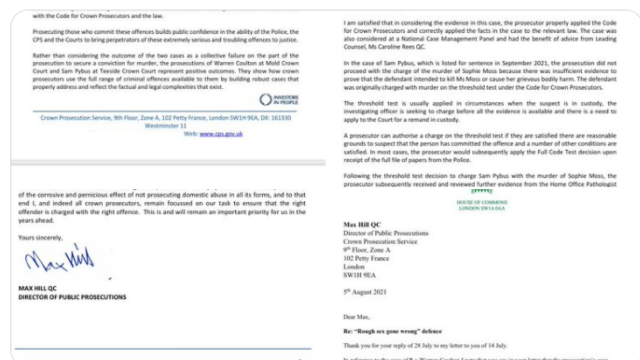 with the Code for Crown Prosecutors and the law.
Prosecuting those who commit these offences builds public confidence in the ability of the Police, the
CPS and the Courts to bring perpetrators of these extremely serious and troubling offences to justice.
Rather than considering the outcome of the two cases as a collective failure on the part of the
prosecution to secure a conviction for murder, the prosecutions of Warren Coulton at Mold Crown
Court and Sam Pybus at Teeside Crown Court represent positive outcomes. They show how crown
prosecutors use the full range of criminal offences available to them by building robust cases that
properly address and reflect the factual and legal complexities that exist.
INVESTORS
IN PEOPLE
Crown Prosecution Service, 9th Floor, Zone A, 102 Petty France, London SW1H 9EA, DX: 161330
Westminster 11
Web: www.cps.gov.uk
of the corrosive and pernicious effect of not prosecuting domestic abuse in all its forms, and to that
end I, and indeed all crown prosecutors, remain focussed on our task to ensure that the right
offender is charged with the right offence. This is and will remain an important priority for us in the
years ahead.
Yours sincerely,
Max Hill
MAX HILL QC
DIRECTOR OF PUBLIC PROSECUTIONS
I am satisfied that in considering the evidence in this case, the prosecutor properly applied the Code
for Crown Prosecutors and correctly applied the facts in the case to the relevant law. The case was
also considered at a National Case Management Panel and had the benefit of advice from Leading
Counsel, Ms Caroline Rees QC.
In the case of Sam Pybus, which is listed for sentence in September 2021, the prosecution did not
proceed with the charge of the murder of Sophie Moss because there was insufficient evidence to
prove that the defendant intended to kill Ms Moss or cause her grievous bodily harm. The defendant
was originally charged with murder on the threshold test under the Code for Crown Prosecutors.
The threshold test is usually applied in circumstances when the suspect is in custody, the
investigating officer is seeking to charge before all the evidence is available and there is a need to
apply to the Court for a remand in custody.
A prosecutor can authorise a charge on the threshold test if they are satisfied there are reasonable
grounds to suspect that the person has committed the offence and a number of other conditions are
satisfied. In most cases, the prosecutor would subsequently apply the Full Code Test decision upon
receipt of the full file of papers from the Police.
Following the threshold test decision to charge Sam Pybus with the murder of Sophie Moss, the
prosecutor subsequently received and reviewed further evidence from the Home Office Pathologist
HOUSE OF COMMONS
LONDON SW1A 0AA
Max Hill QC
Director of Public Prosecutions
Crown Prosecution Service
9th Floor, Zone A
102 Petty France
London
SW1H 9EA
5th August 2021
Dear Max,
Re: "Rough sex gone wrong" defence
Thank you for your reply of 28 July to my letter to you of 14 July.